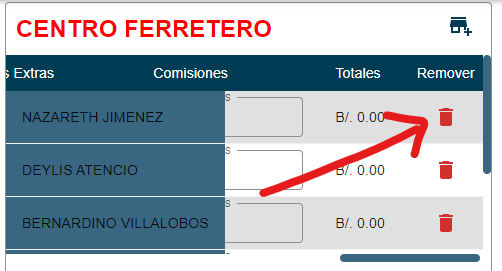 CENTRO FERRETERO
s Extras Comisiones Totales Remover
NAZARETH JIMENEZ s B/. 0.00
DEYLIS ATENCIO B/. 0.00
BERNARDINO VILLALOBOS s B/. 0.00